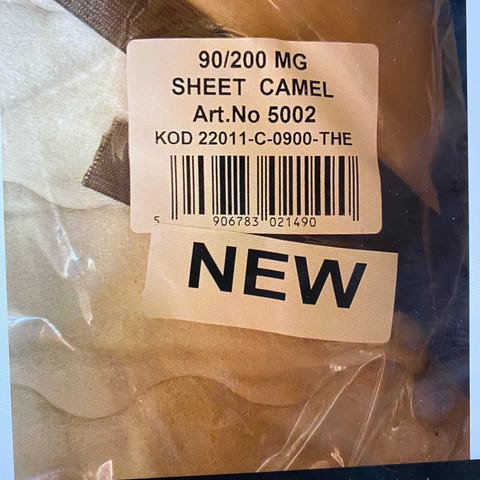 90/200 MG
SHEET CAMEL
Art.No 5002
KOD 22011-C-0900-THE
5 906783 021490
NEW